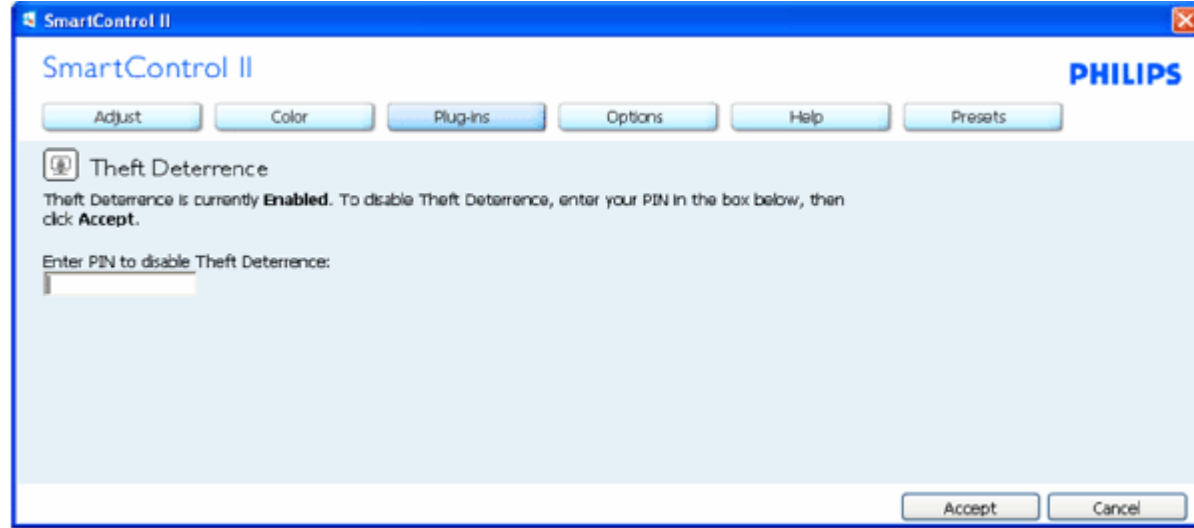 SmartControl II
SmartControl II
PHILIPS
Adjust Color Plug-ins Options Help Presets
Theft Deterrence
Theft Deterrence is currently Enabled. To disable Theft Deterrence, enter your PIN in the box below, then
click Accept.
Enter PIN to disable Theft Deterrence:
Accept Cancel